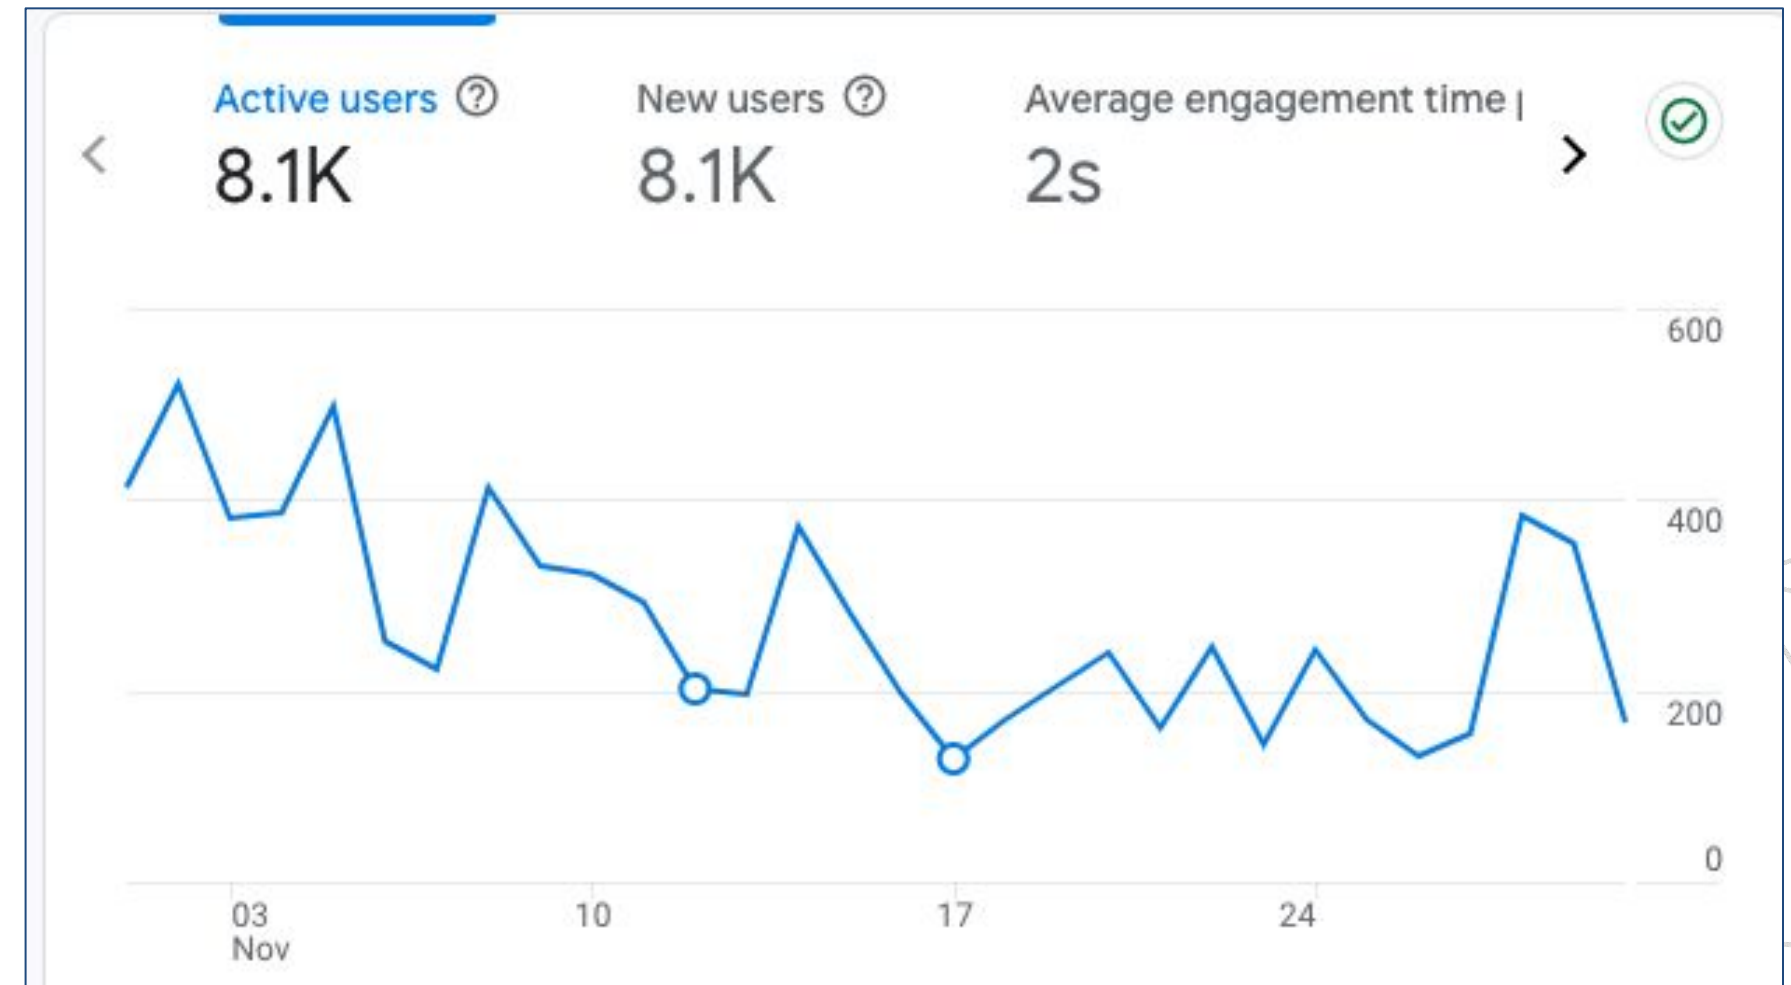 Active users ? New users ? Average engagement time
8.1K 8.1K 2s
600
400
200
0
03 10 17 24
Nov